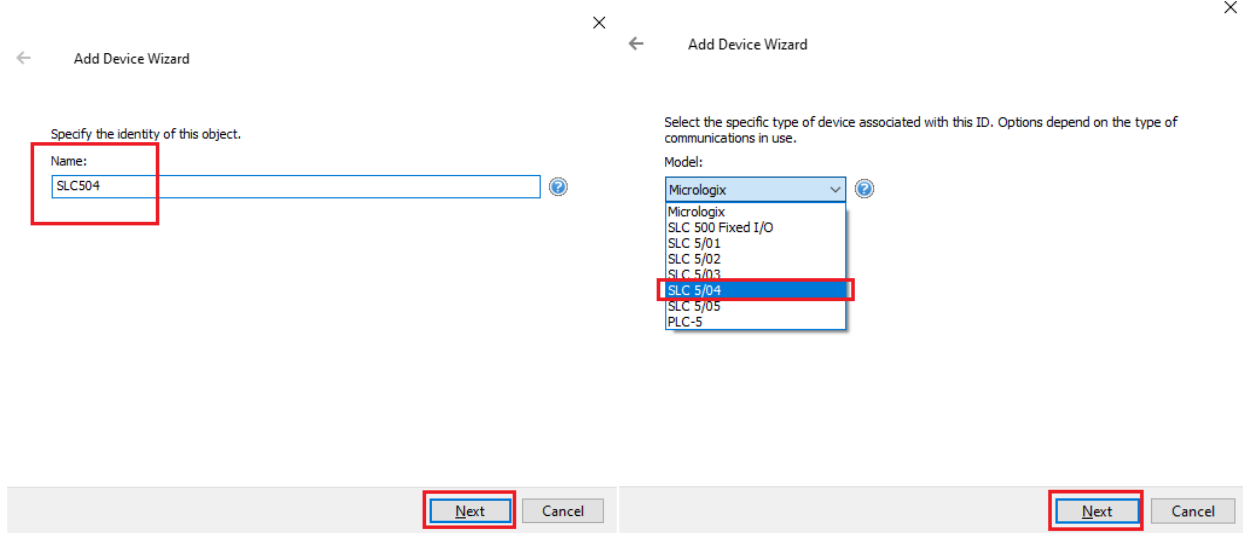 Add Device Wizard
Specify the identity of this object.
Name:
SLC504
Next
Cancel
Add Device Wizard
Select the specific type of device associated with this ID. Options depend on the type of
communications in use.
Model:
Micrologix
Micrologix
SLC 500 Fixed I/O
SLC 5/01
SLC 5/02
SLC 5/03
SLC 5/04
SLC 5/05
PLC-5
Next
Cancel